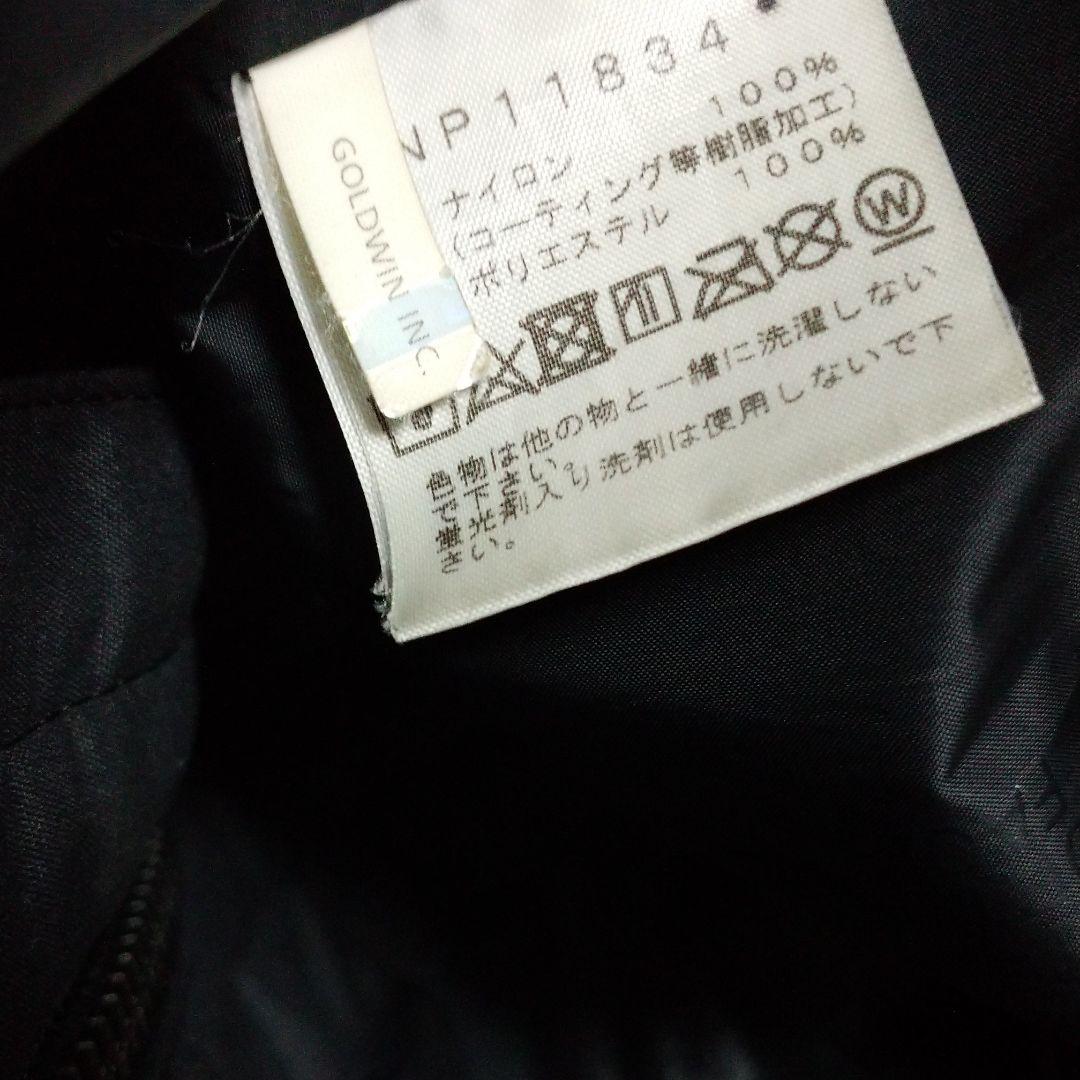 NP11834
GOLDWIN INC.
ナイロン 100%
(コーティング等樹脂加工)
ポリエステル 100%
W
色物は他の物と一緒に洗濯しない
で下さい。
蛍光剤入り洗剤は使用しないで下
さい。